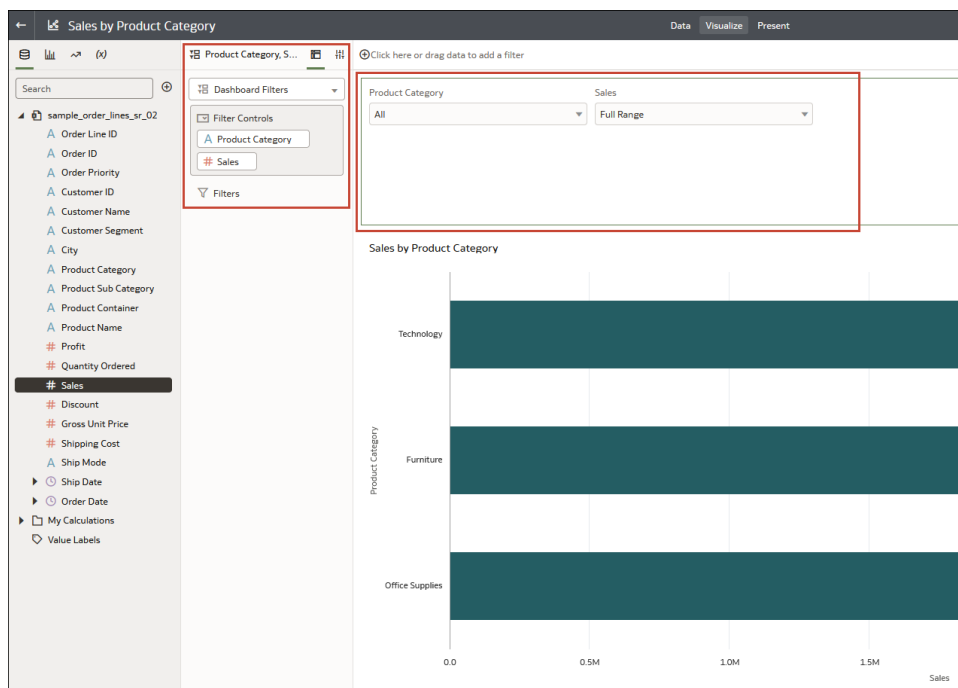 Sales by Product Category
Data Visualize Present
(x)
Product Category, S...
Click here or drag data to add a filter
Search
Dashboard Filters
Filter Controls
A Product Category
# Sales
Filters
sample_order_lines_sr_02
A Order Line ID
A Order ID
A Order Priority
A Customer ID
A Customer Name
A Customer Segment
A City
A Product Category
A Product Sub Category
A Product Container
A Product Name
# Profit
# Quantity Ordered
# Sales
# Discount
# Gross Unit Price
# Shipping Cost
A Ship Mode
Ship Date
Order Date
My Calculations
Value Labels
Product Category Sales
All Full Range
Sales by Product Category
Product Category
Technology
Furniture
Office Supplies
0.0 0.5M 1.0M 1.5M
Sales